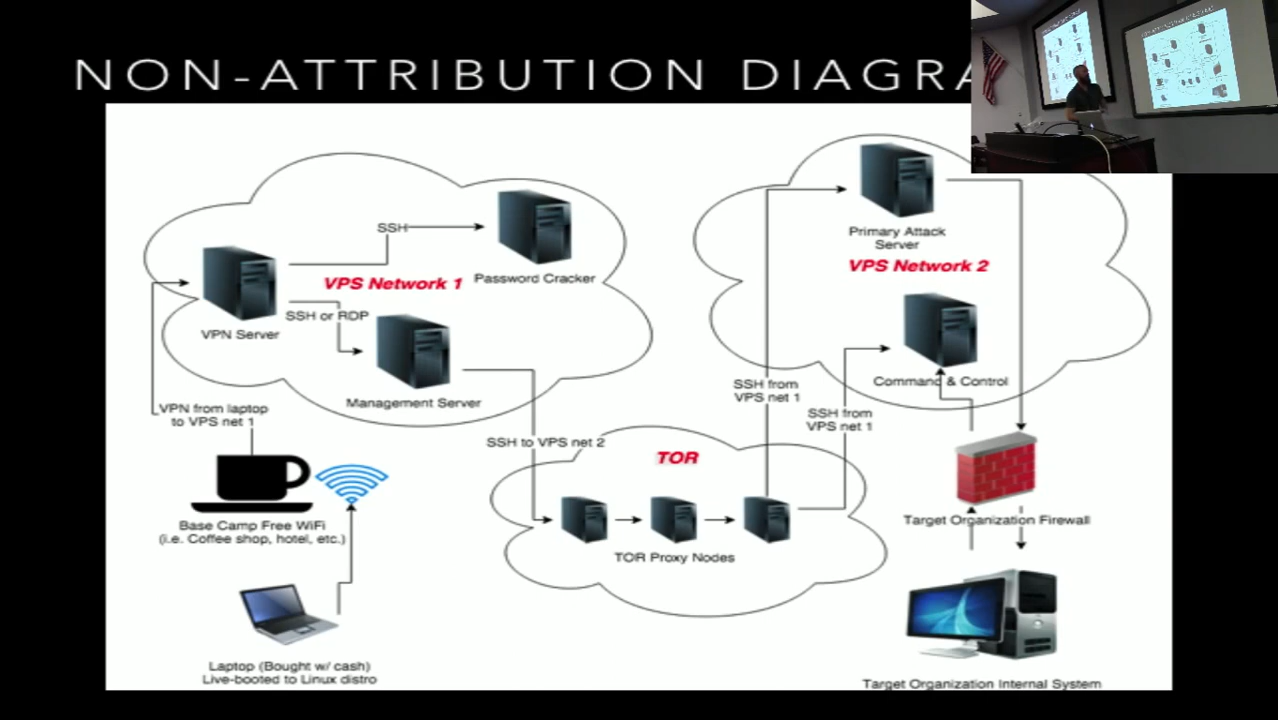 NON-ATTRIBUTION DIAGRA
SSH
Password Cracker
VPS Network 1
VPN Server
SSH or RDP
Management Server
VPN from laptop
to VPS net 1
Base Camp Free WiFi
(i.e. Coffee shop, hotel, etc.)
Laptop (Bought w/ cash)
Live-booted to Linux distro
SSH to VPS net 2
TOR
TOR Proxy Nodes
Primary Attack
Server
VPS Network 2
Command & Control
SSH from
VPS net 1
SSH from
VPS net 1
Target Organization Firewall
Target Organization Internal System